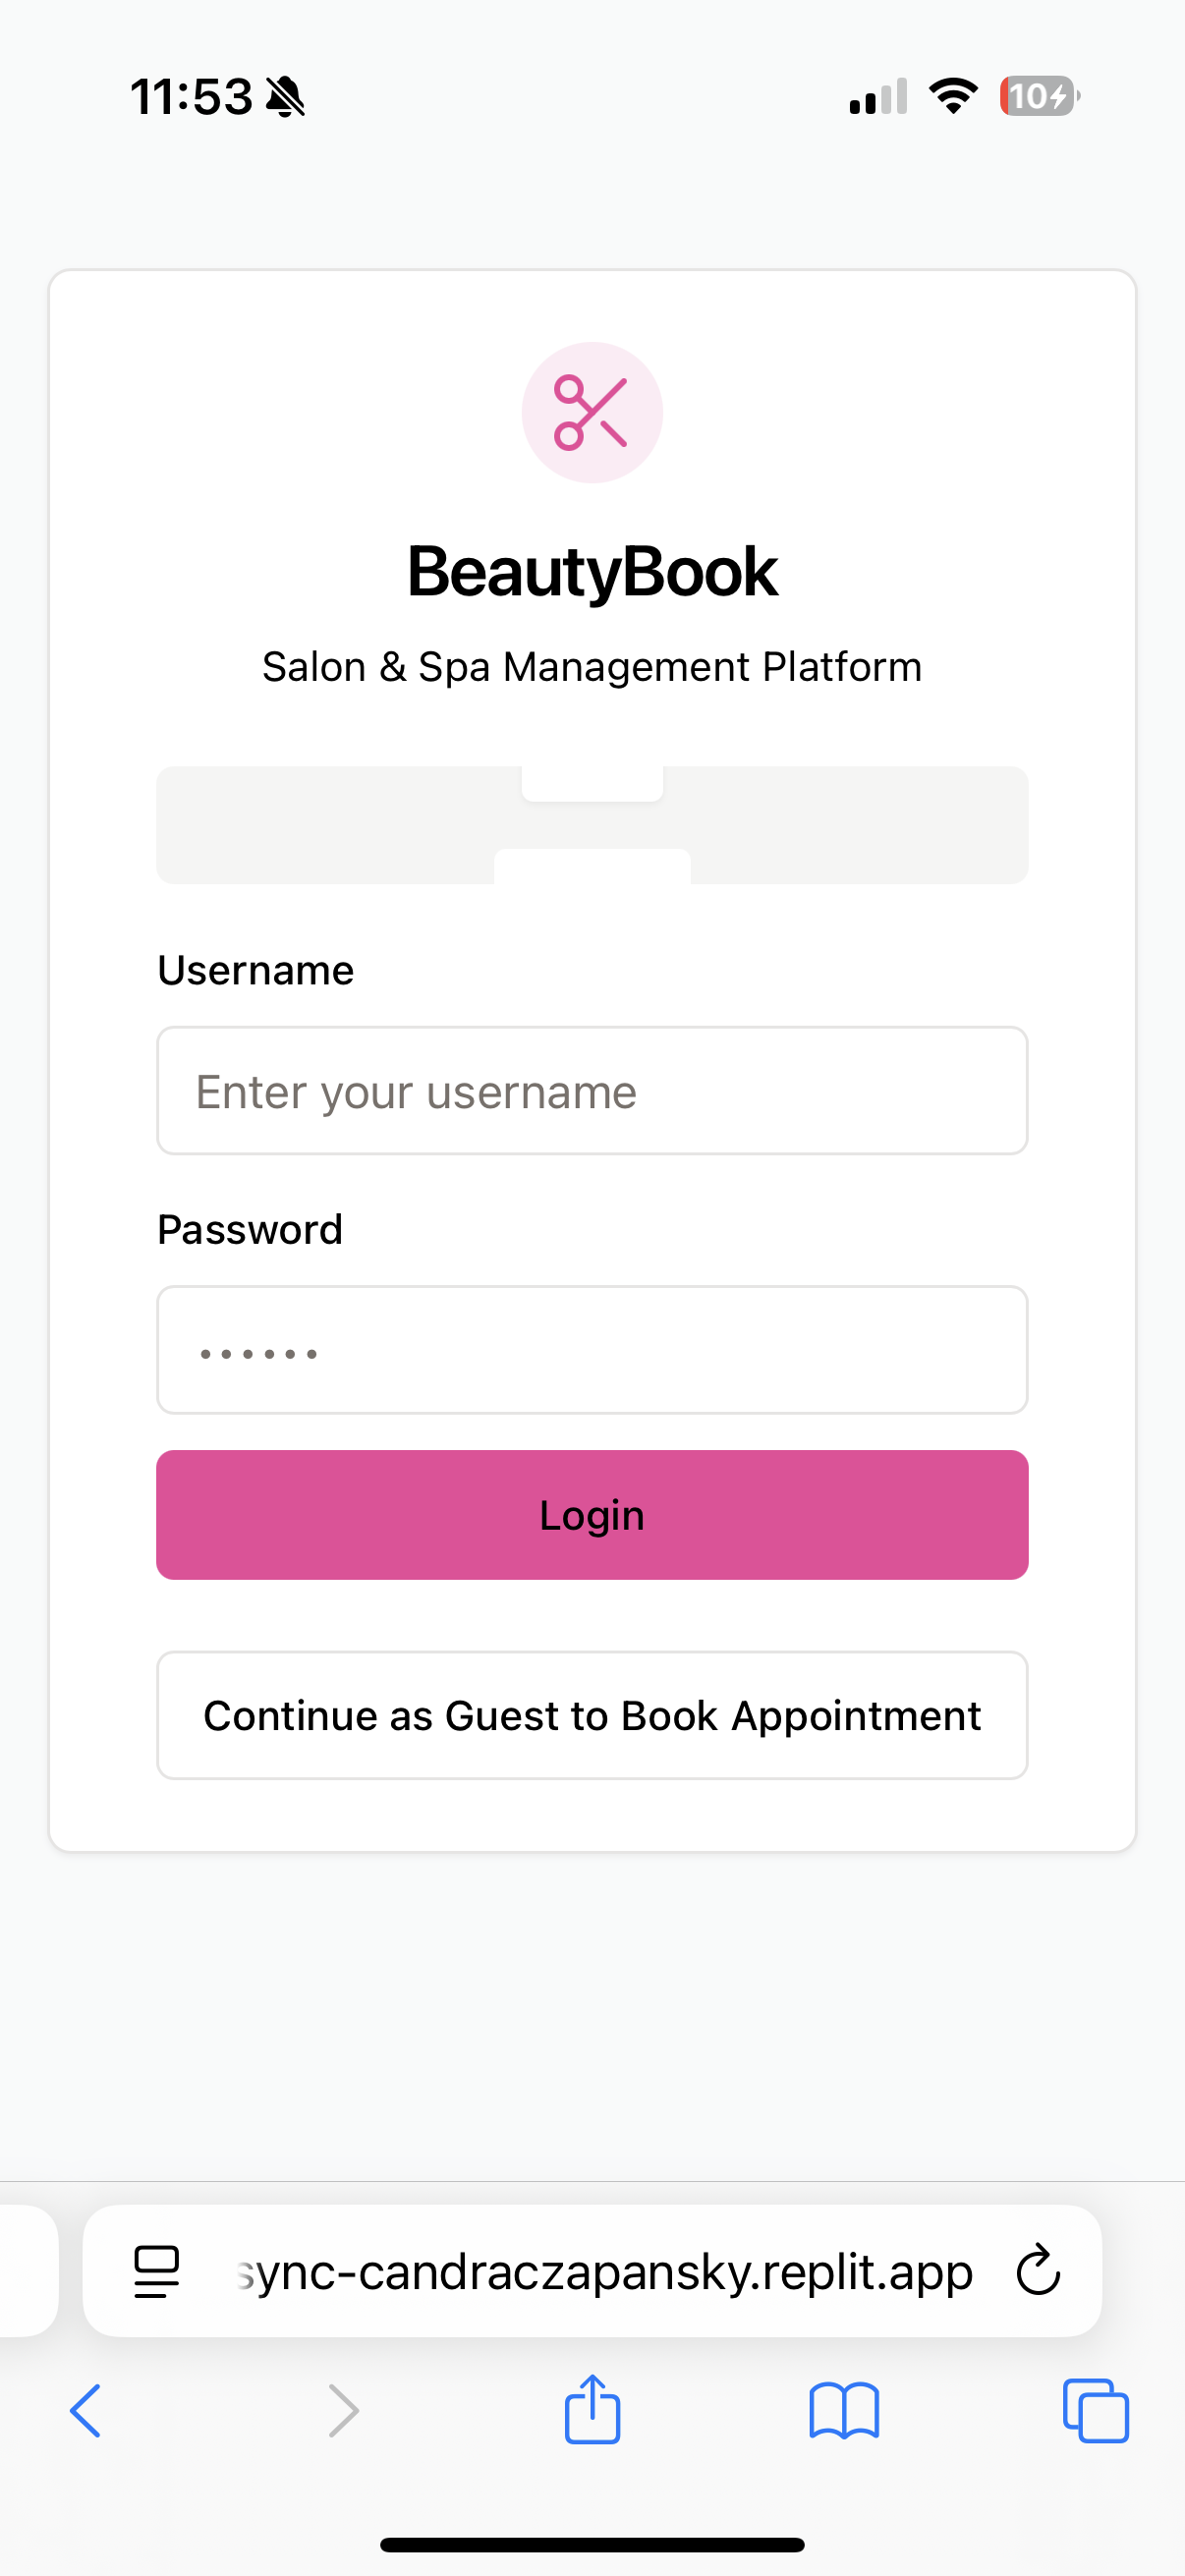 11:53
10
BeautyBook
Salon & Spa Management Platform
Username
Enter your username
Password
••••••
Login
Continue as Guest to Book Appointment
sync-candraczapansky.replit.app